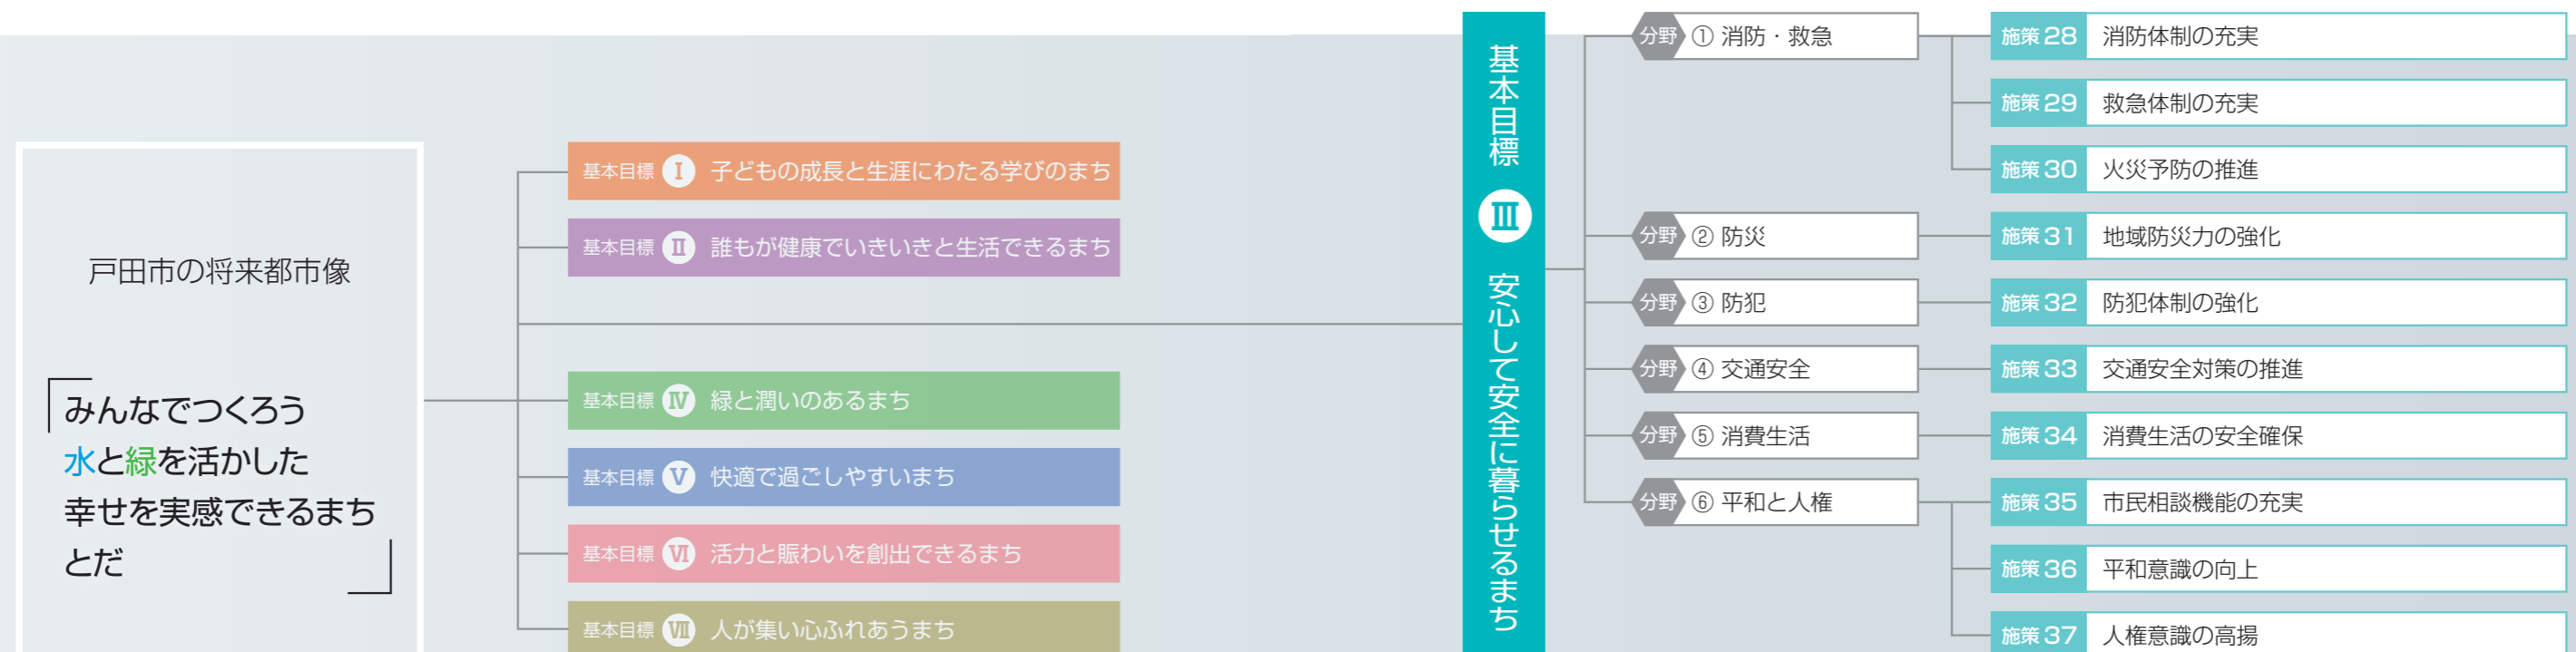 戸田市の将来都市像
みんなでつくろう
水と緑を活かした
幸せを実感できるまち
とだ
基本目標 Ⅰ 子どもの成長と生涯にわたる学びのまち
基本目標 Ⅱ 誰もが健康でいきいきと生活できるまち
基本目標 Ⅳ 緑と潤いのあるまち
基本目標 Ⅴ 快適で過ごしやすいまち
基本目標 Ⅵ 活力と賑わいを創出できるまち
基本目標 Ⅶ 人が集い心ふれあうまち
基本目標 Ⅲ 安心して安全に暮らせるまち
分野 ① 消防・救急
施策 28 消防体制の充実
施策 29 救急体制の充実
施策 30 火災予防の推進
分野 ② 防災
施策 31 地域防災力の強化
分野 ③ 防犯
施策 32 防犯体制の強化
分野 ④ 交通安全
施策 33 交通安全対策の推進
分野 ⑤ 消費生活
施策 34 消費生活の安全確保
分野 ⑥ 平和と人権
施策 35 市民相談機能の充実
施策 36 平和意識の向上
施策 37 人権意識の高揚